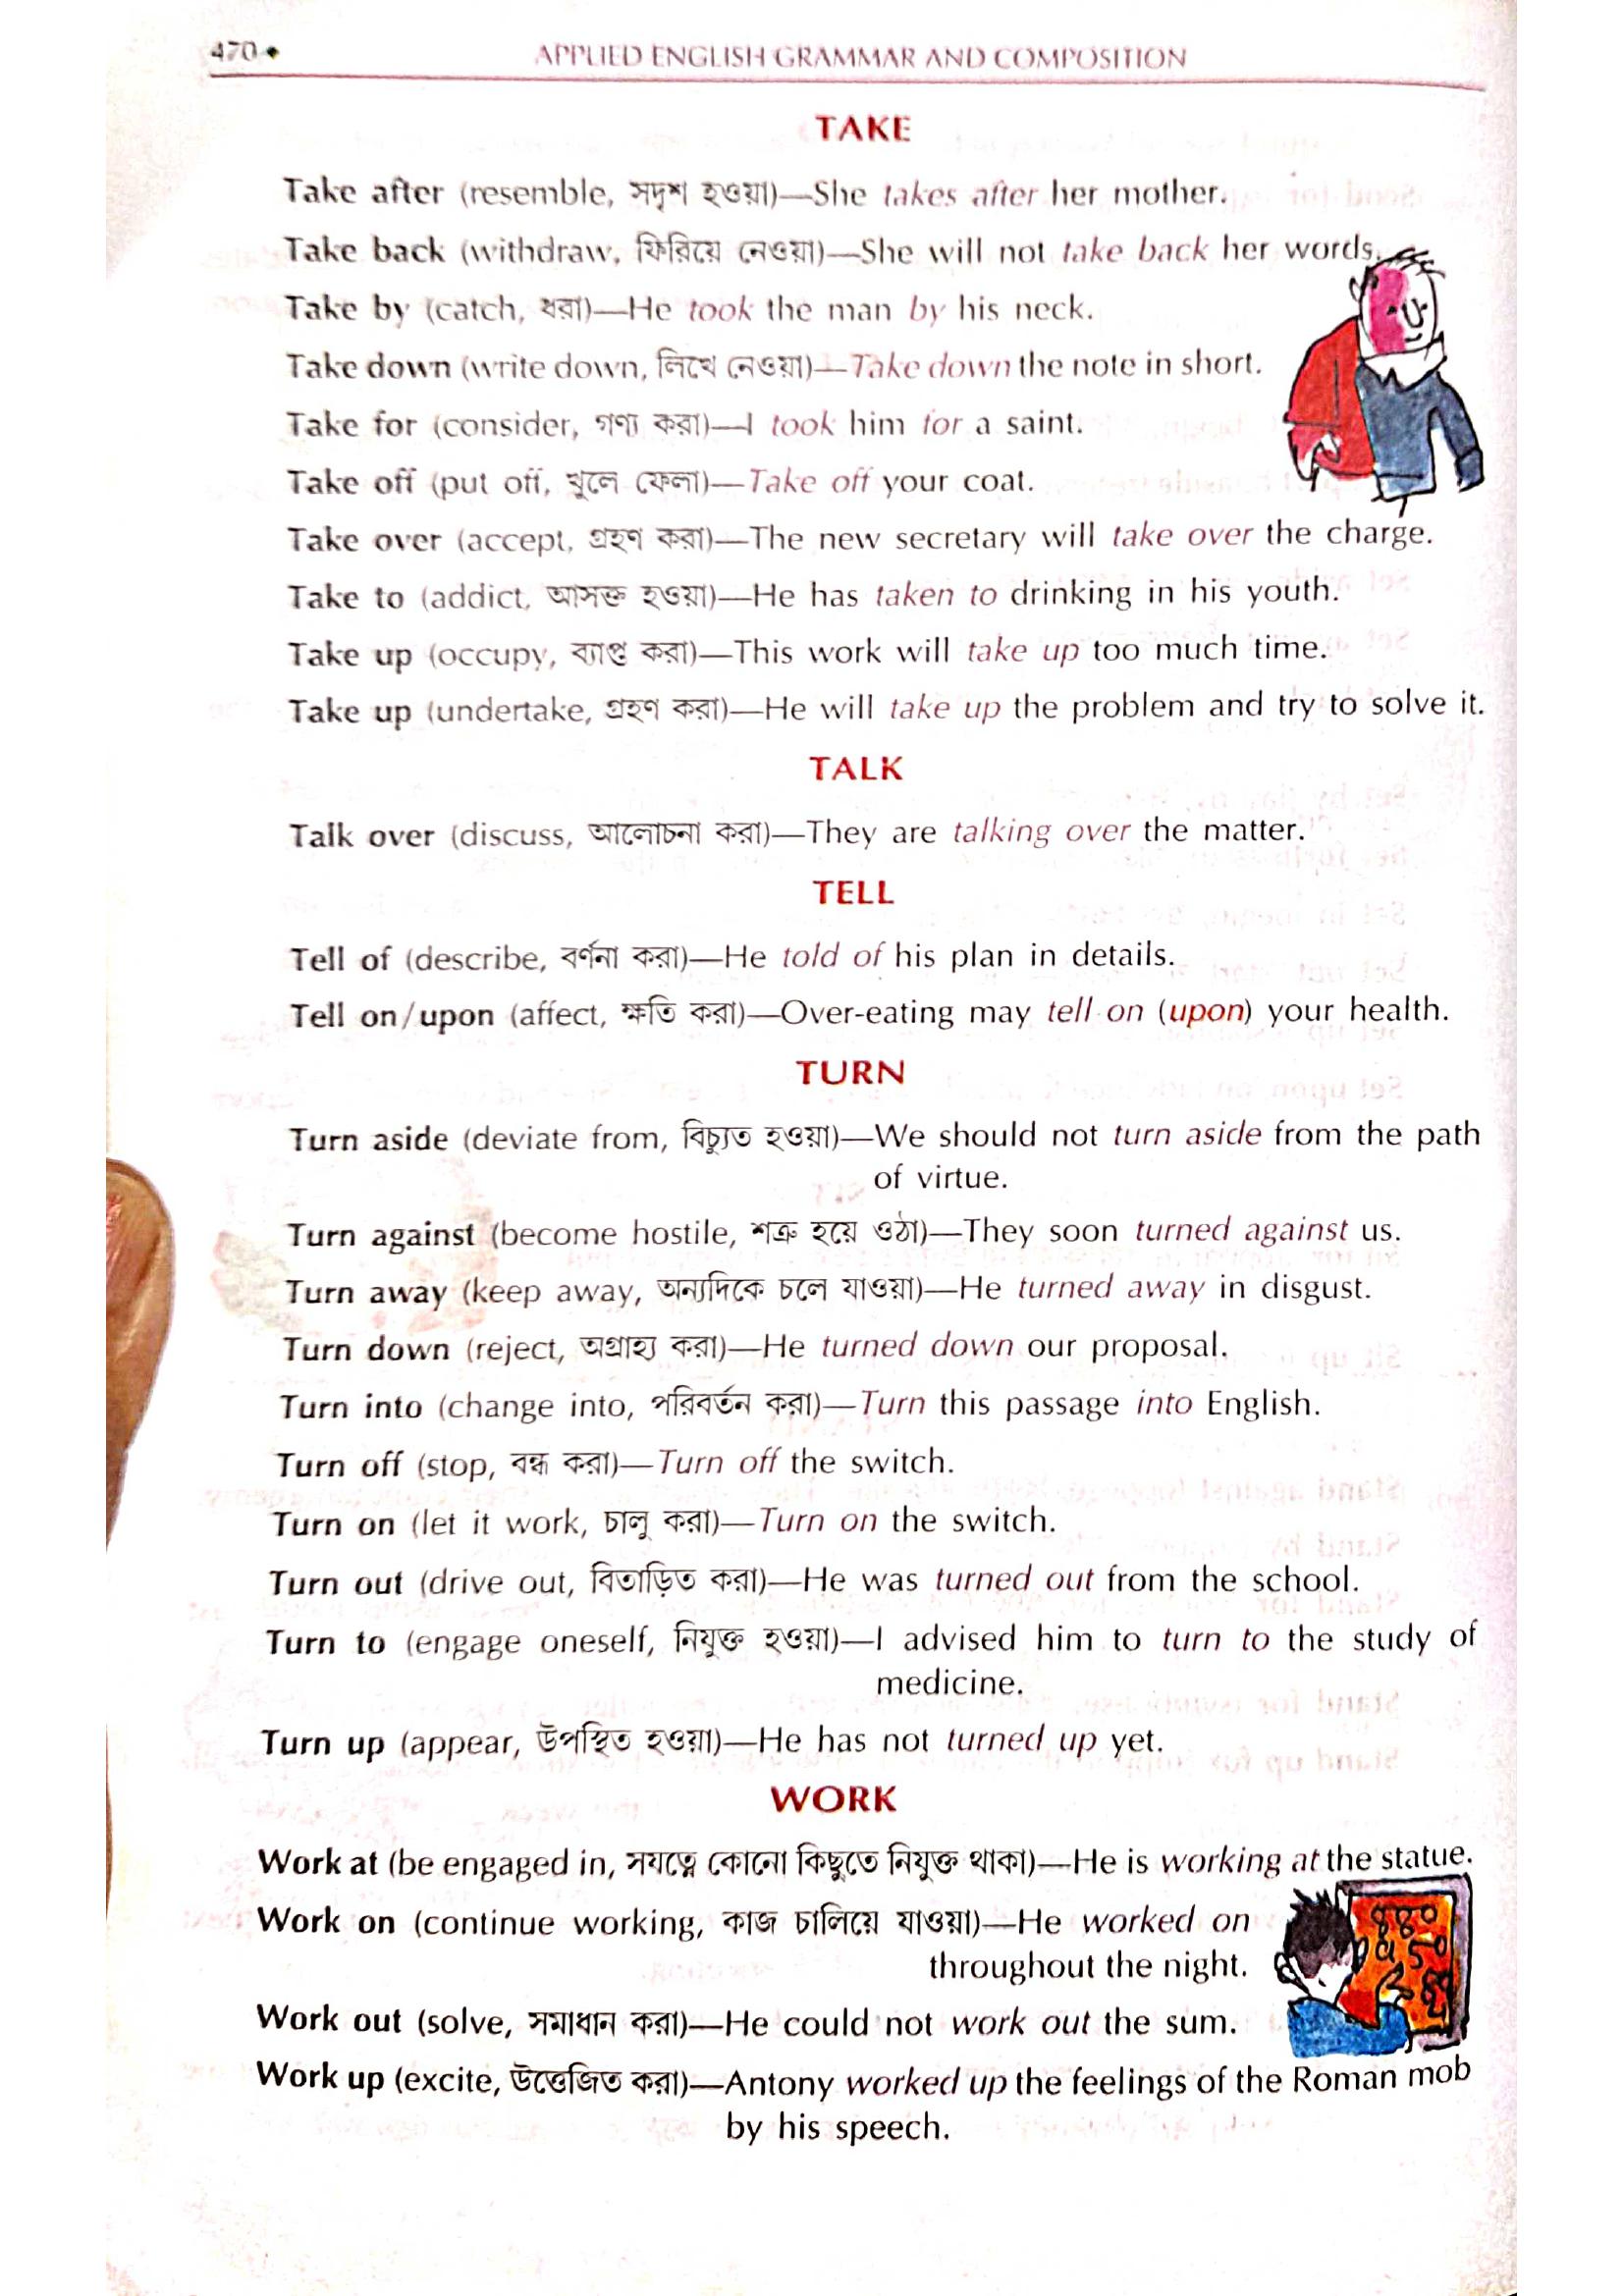 470◆
APPLIED ENGLISH GRAMMAR AND COMPOSITION
TAKE
Take after (resemble, সদৃশ হওয়া)—She takes after her mother.
Take back (withdraw, ফিরিয়ে নেওয়া)—She will not take back her words.
Take by (catch, ধরা)—He took the man by his neck.
Take down (write down, লিখে নেওয়া)—Take down the note in short.
Take for (consider, গণ্য করা)—I took him for a saint.
Take off (put off, খুলে ফেলা)—Take off your coat.
Take over (accept, গ্রহণ করা)—The new secretary will take over the charge.
Take to (addict, আসক্ত হওয়া)—He has taken to drinking in his youth.
Take up (occupy, ব্যাপ্ত করা)—This work will take up too much time.
Take up (undertake, গ্রহণ করা)—He will take up the problem and try to solve it.
TALK
Talk over (discuss, আলোচনা করা)—They are talking over the matter.
TELL
Tell of (describe, বর্ণনা করা)—He told of his plan in details.
Tell on/upon (affect, ক্ষতি করা)—Over-eating may tell on (upon) your health.
TURN
Turn aside (deviate from, বিচ্যুত হওয়া)—We should not turn aside from the path
of virtue.
Turn against (become hostile, শত্রু হয়ে ওঠা)—They soon turned against us.
Turn away (keep away, অন্যদিকে চলে যাওয়া)—He turned away in disgust.
Turn down (reject, অগ্রাহ্য করা)—He turned down our proposal.
Turn into (change into, পরিবর্তন করা)—Turn this passage into English.
Turn off (stop, বন্ধ করা)—Turn off the switch.
Turn on (let it work, চালু করা)—Turn on the switch.
Turn out (drive out, বিতাড়িত করা)—He was turned out from the school.
Turn to (engage oneself, নিযুক্ত হওয়া)—I advised him to turn to the study of
medicine.
Turn up (appear, উপস্থিত হওয়া)—He has not turned up yet.
WORK
Work at (be engaged in, সযত্নে কোনো কিছুতে নিযুক্ত থাকা)—He is working at the statue.
Work on (continue working, কাজ চালিয়ে যাওয়া)—He worked on
throughout the night.
Work out (solve, সমাধান করা)—He could not work out the sum.
Work up (excite, উত্তেজিত করা)—Antony worked up the feelings of the Roman mob
by his speech.